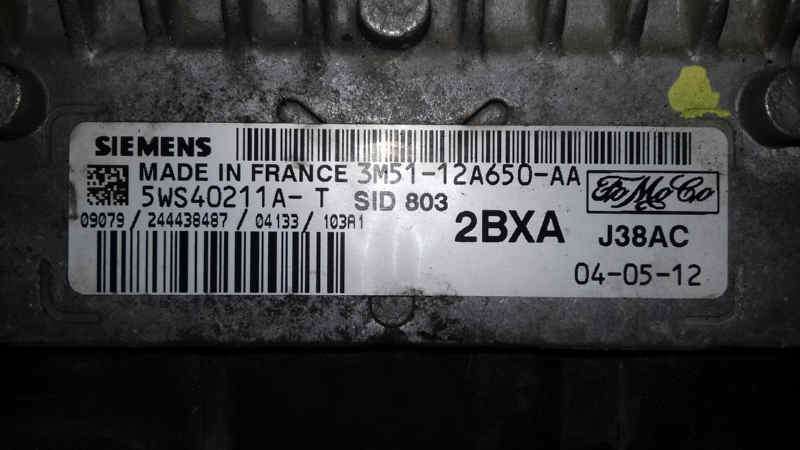 SIEMENS
MADE IN FRANCE 3M51-12A650-AA
5WS40211A-T SID 803 FoMoCo
09079/244438487/04133/103A1 2BXA J38AC
04-05-12